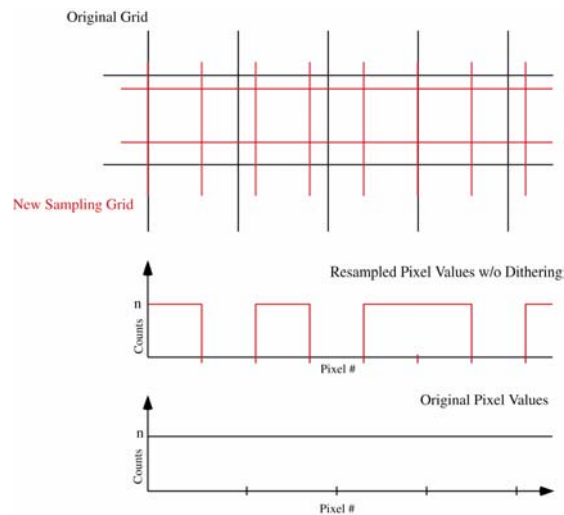 Original Grid
New Sampling Grid
Resampled Pixel Values w/o Dithering
n
Counts
Pixel #
Original Pixel Values
n
Counts
Pixel #